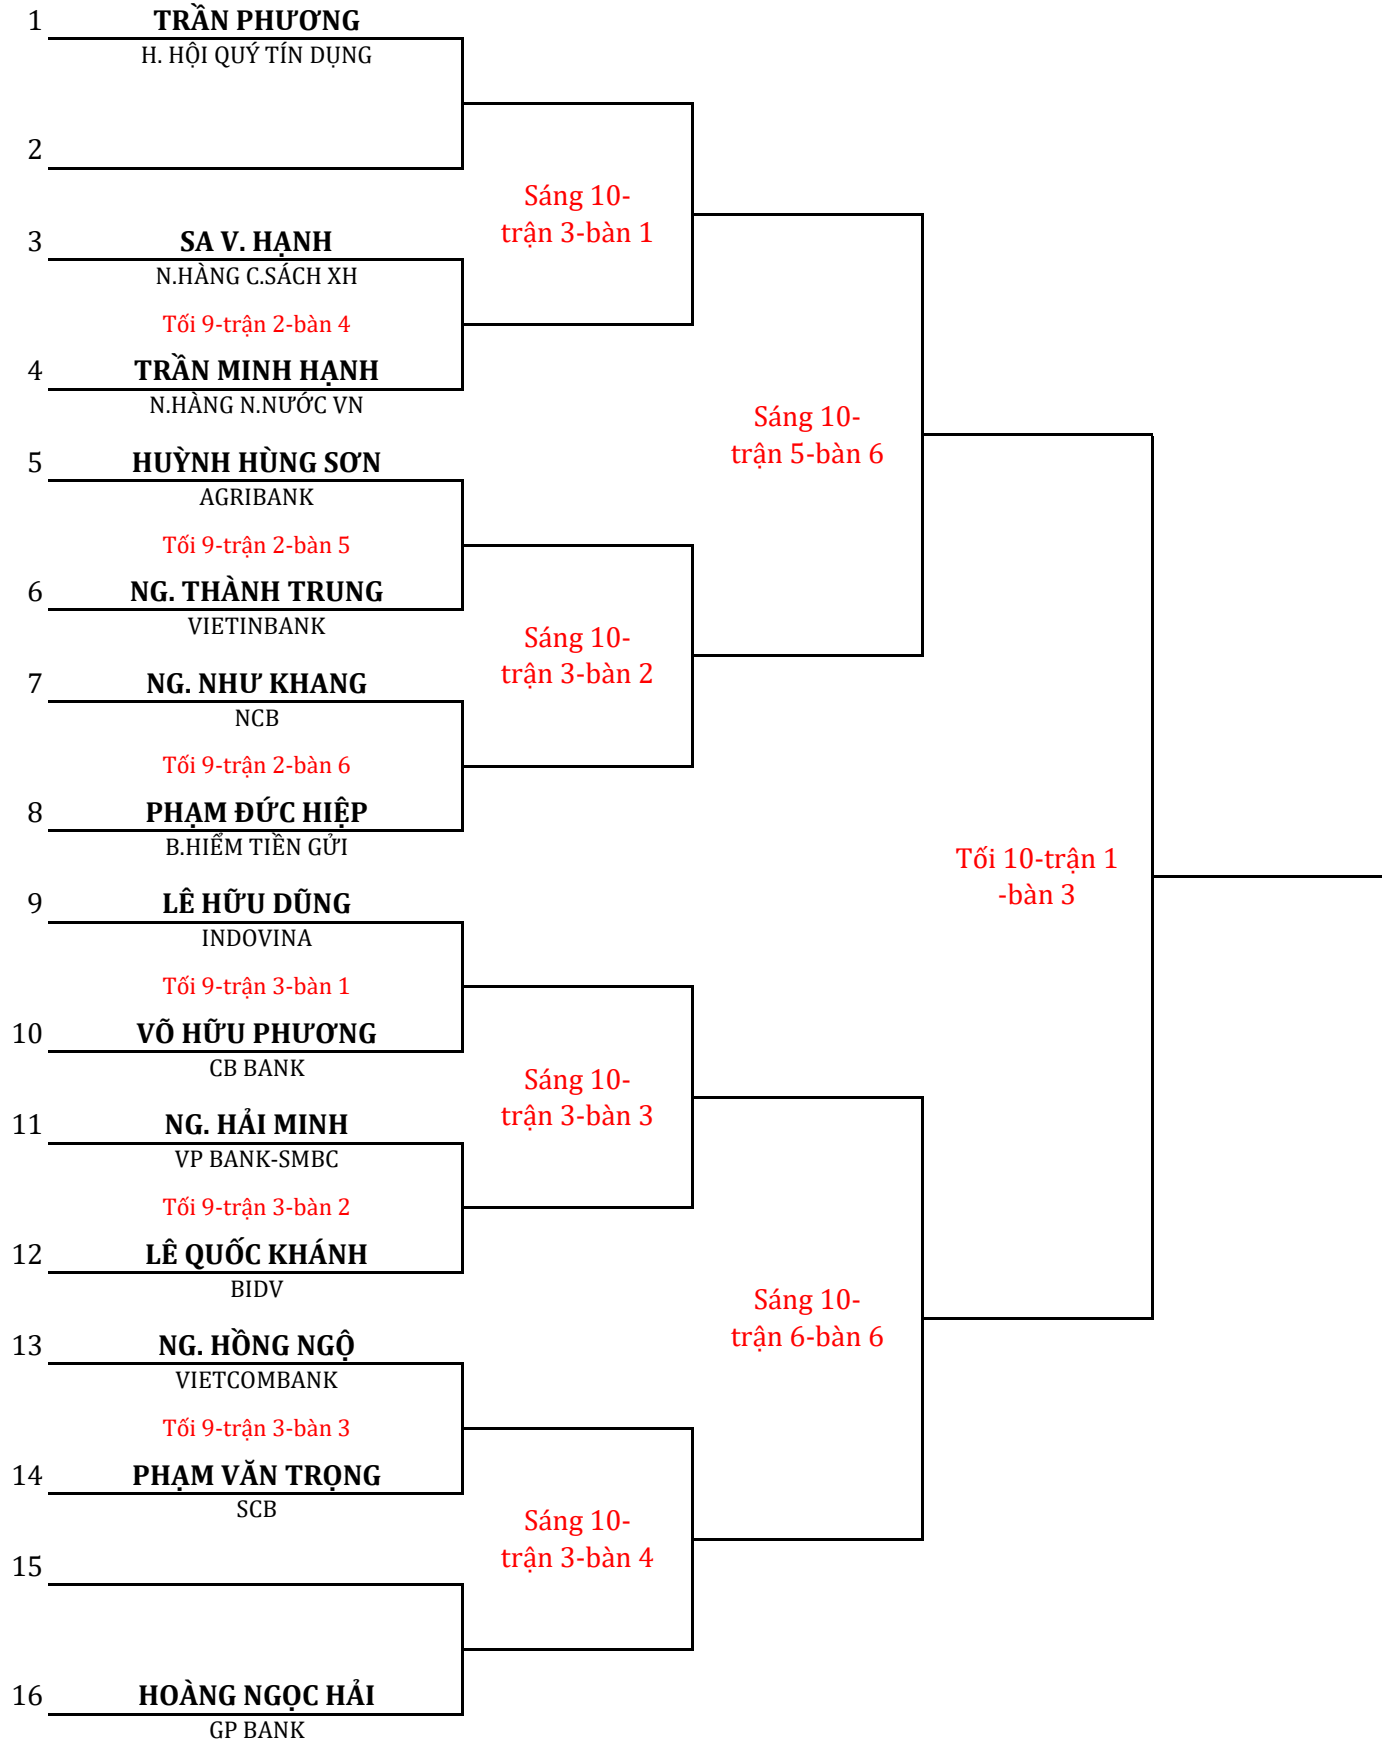 1 TRẦN PHƯƠNG
H. HỘI QUÝ TÍN DỤNG
2
Sáng 10-
trận 3-bàn 1
3 SA V. HẠNH
N.HÀNG C.SÁCH XH
Tối 9-trận 2-bàn 4
4 TRẦN MINH HẠNH
N.HÀNG N.NƯỚC VN
Sáng 10-
trận 5-bàn 6
5 HUỲNH HÙNG SƠN
AGRIBANK
Tối 9-trận 2-bàn 5
6 NG. THÀNH TRUNG
VIETINBANK
Sáng 10-
trận 3-bàn 2
7 NG. NHƯ KHANG
NCB
Tối 9-trận 2-bàn 6
8 PHẠM ĐỨC HIỆP
B.HIỂM TIỀN GỬI
Tối 10-trận 1
-bàn 3
9 LÊ HỮU DŨNG
INDOVINA
Tối 9-trận 3-bàn 1
10 VÕ HỮU PHƯƠNG
CB BANK
Sáng 10-
trận 3-bàn 3
11 NG. HẢI MINH
VP BANK-SMBC
Tối 9-trận 3-bàn 2
12 LÊ QUỐC KHÁNH
BIDV
Sáng 10-
trận 6-bàn 6
13 NG. HỒNG NGỘ
VIETCOMBANK
Tối 9-trận 3-bàn 3
14 PHẠM VĂN TRỌNG
SCB
Sáng 10-
trận 3-bàn 4
15
16 HOÀNG NGỌC HẢI
GP BANK